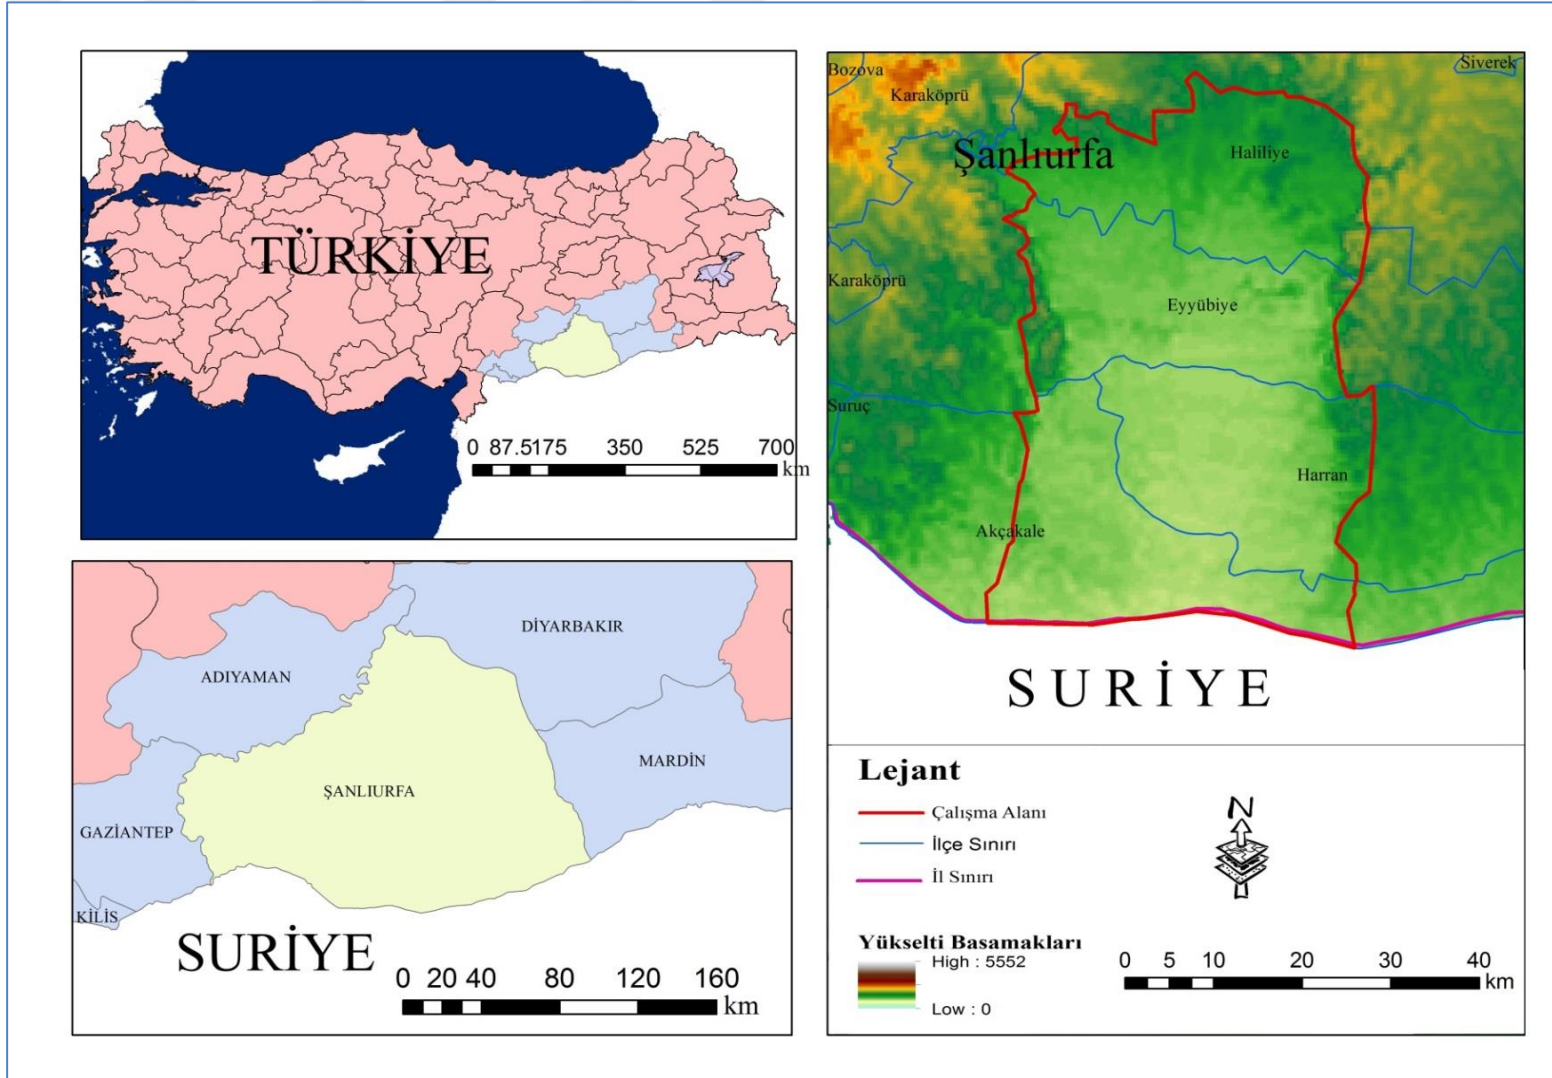 TÜRKİYE
0 87.5175 350 525 700
km
DİYARBAKIR
ADIYAMAN
MARDİN
ŞANLIURFA
GAZİANTEP
KİLİS
SURİYE
0 20 40 80 120 160
km
Bozova
Siverek
Karaköprü
Şanlıurfa
Haliliye
Karaköprü
Eyyübiye
Suruç
Harran
Akçakale
SURİYE
Lejant
Çalışma Alanı
İlçe Sınırı
İl Sınırı
N
Yükselti Basamakları
High : 5552
Low : 0
0 5 10 20 30 40
km